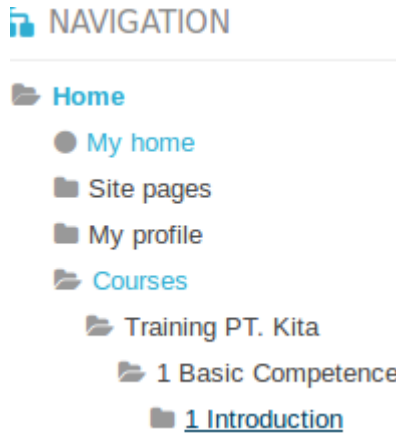 NAVIGATION
Home
My home
Site pages
My profile
Courses
Training PT. Kita
1 Basic Competence
1 Introduction